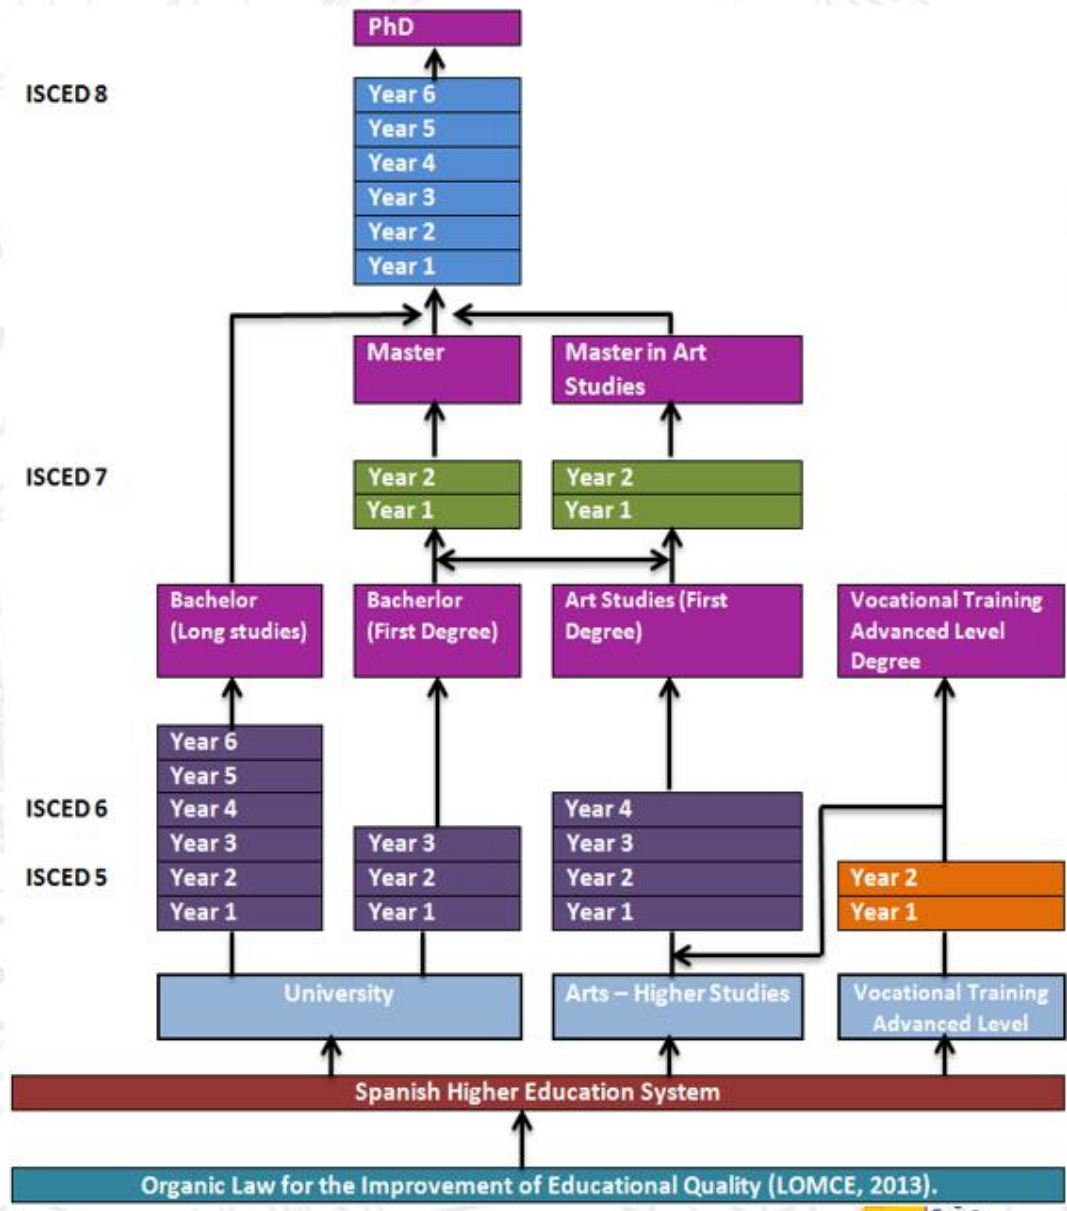 PhD
ISCED 8
Year 6
Year 5
Year 4
Year 3
Year 2
Year 1
Master
Master in Art
Studies
ISCED 7
Year 2
Year 1
Year 2
Year 1
Bachelor
(Long studies)
Bacherlor
(First Degree)
Art Studies (First
Degree)
Vocational Training
Advanced Level
Degree
ISCED 6
ISCED 5
Year 6
Year 5
Year 4
Year 3
Year 2
Year 1
Year 3
Year 2
Year 1
Year 4
Year 3
Year 2
Year 1
Year 2
Year 1
University
Arts – Higher Studies
Vocational Training
Advanced Level
Spanish Higher Education System
Organic Law for the Improvement of Educational Quality (LOMCE, 2013).